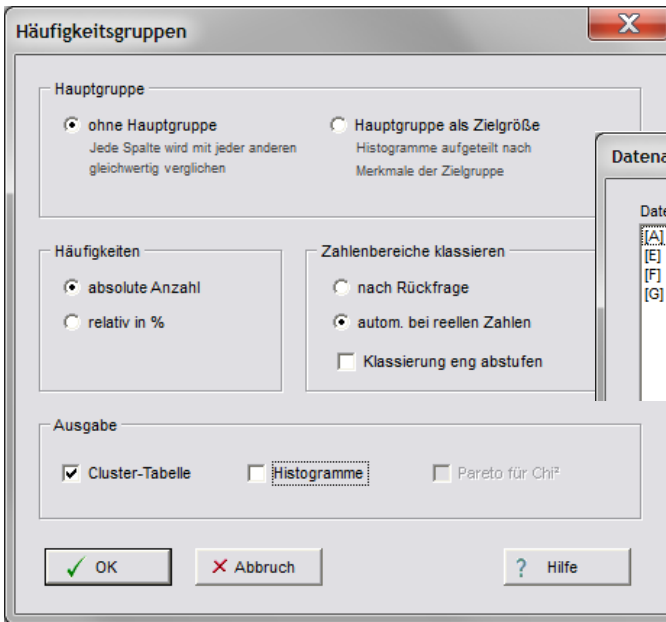 Häufigkeitsgruppen
Hauptgruppe
ohne Hauptgruppe
Jede Spalte wird mit jeder anderen
gleichwertig verglichen
Hauptgruppe als Zielgröße
Histogramme aufgeteilt nach
Merkmale der Zielgruppe
Häufigkeiten
absolute Anzahl
relativ in %
Zahlenbereiche klassieren
nach Rückfrage
autom. bei reellen Zahlen
Klassierung eng abstufen
Datena
Date
[A]
[E]
[F]
[G]
Ausgabe
Cluster-Tabelle
Histogramme
Pareto für Chi²
OK
Abbruch
? Hilfe